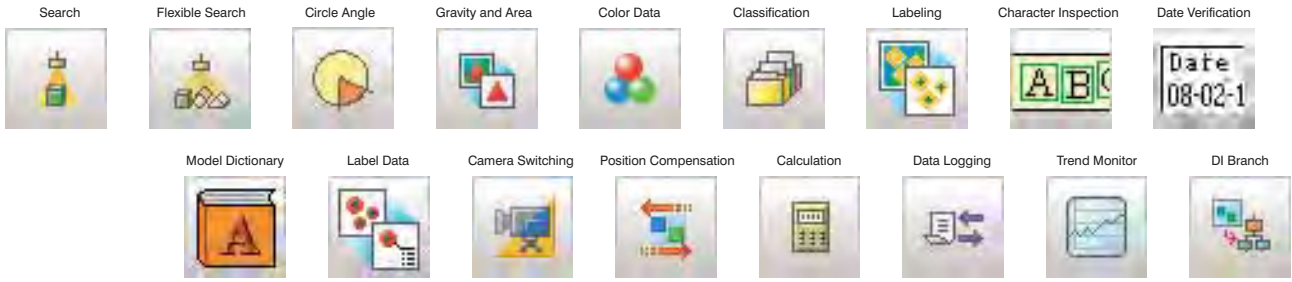 Search Flexible Search Circle Angle Gravity and Area Color Data Classification Labeling Character Inspection Date Verification
A B C
Date
08-02-1
Model Dictionary Label Data Camera Switching Position Compensation Calculation Data Logging Trend Monitor DI Branch
A